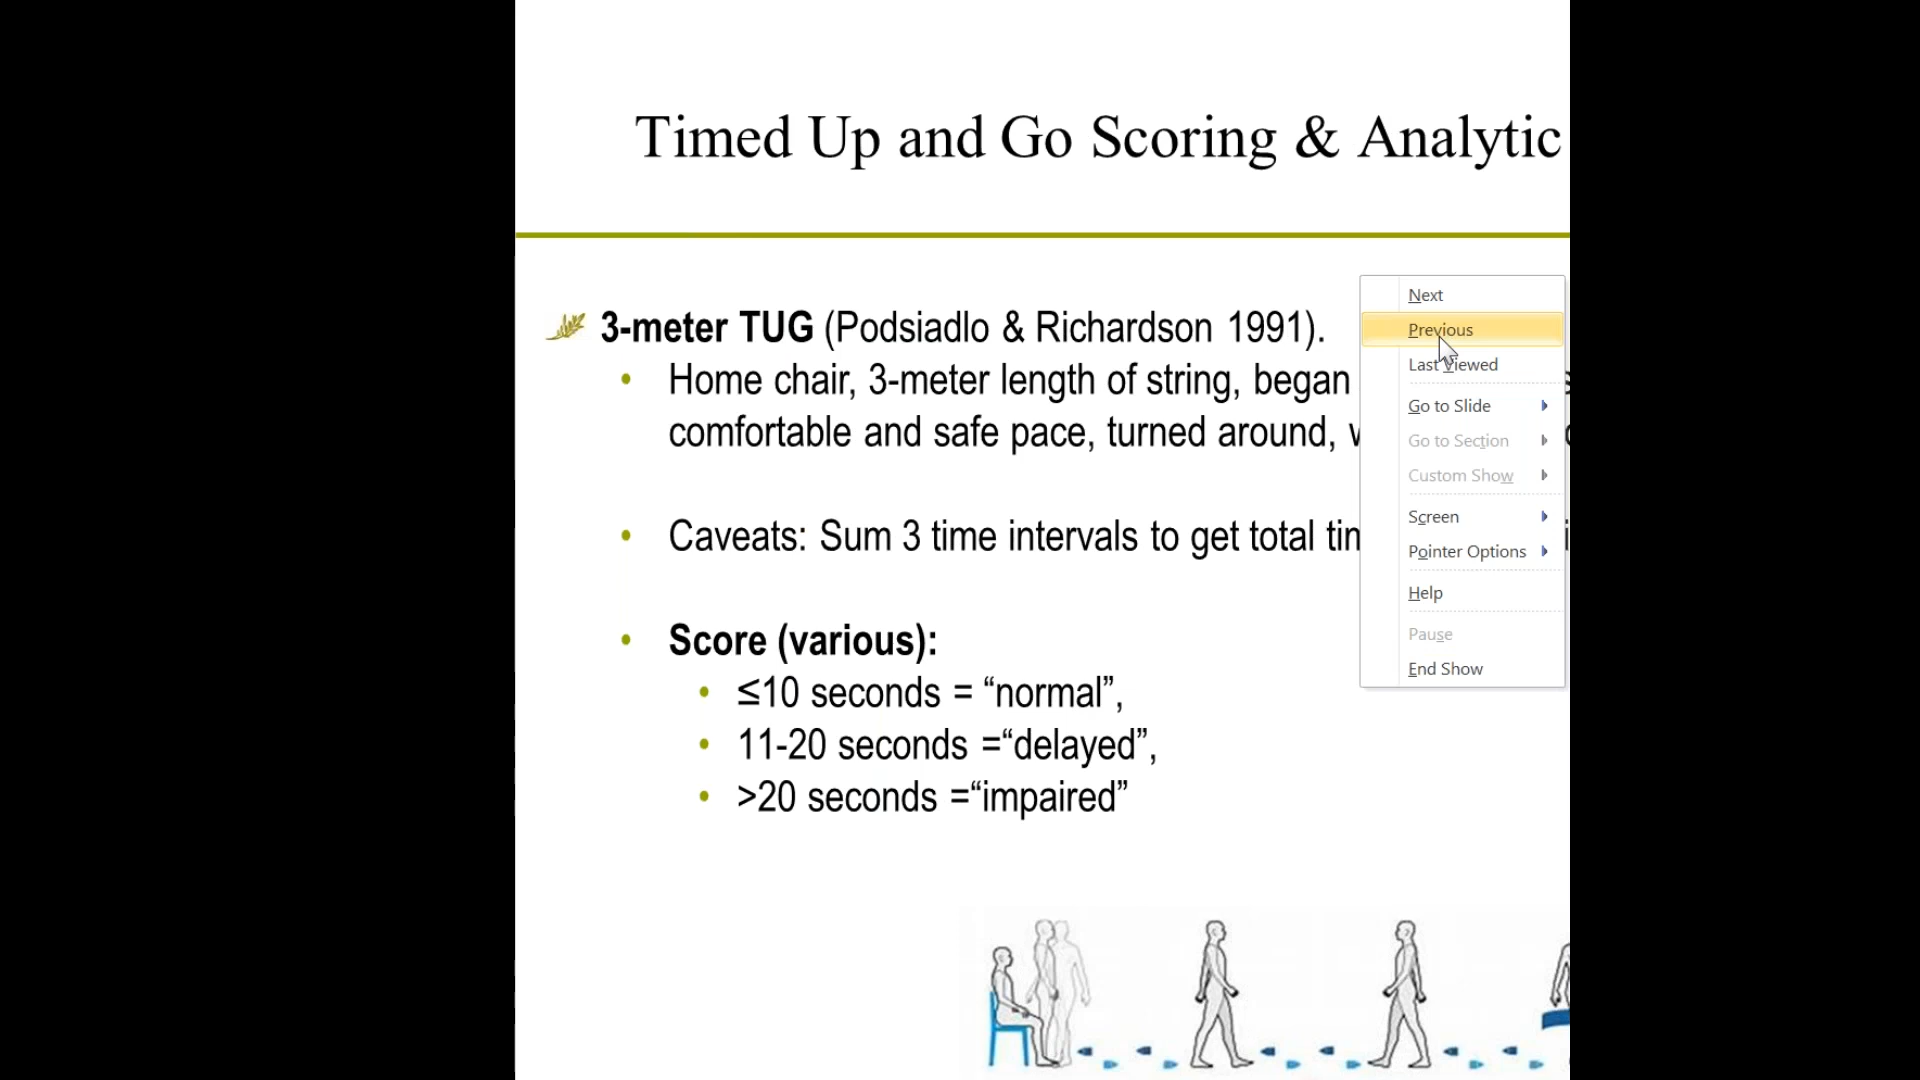 Timed Up and Go Scoring & Analytic
3-meter TUG (Podsiadlo & Richardson 1991).
Home chair, 3-meter length of string, began
comfortable and safe pace, turned around,
Caveats: Sum 3 time intervals to get total
Score (various):
≤10 seconds = “normal”,
11-20 seconds =“delayed”,
>20 seconds =“impaired”
Next
Previous
Last Viewed
Go to Slide
Go to Section
Custom Show
Screen
Pointer Options
Help
Pause
End Show